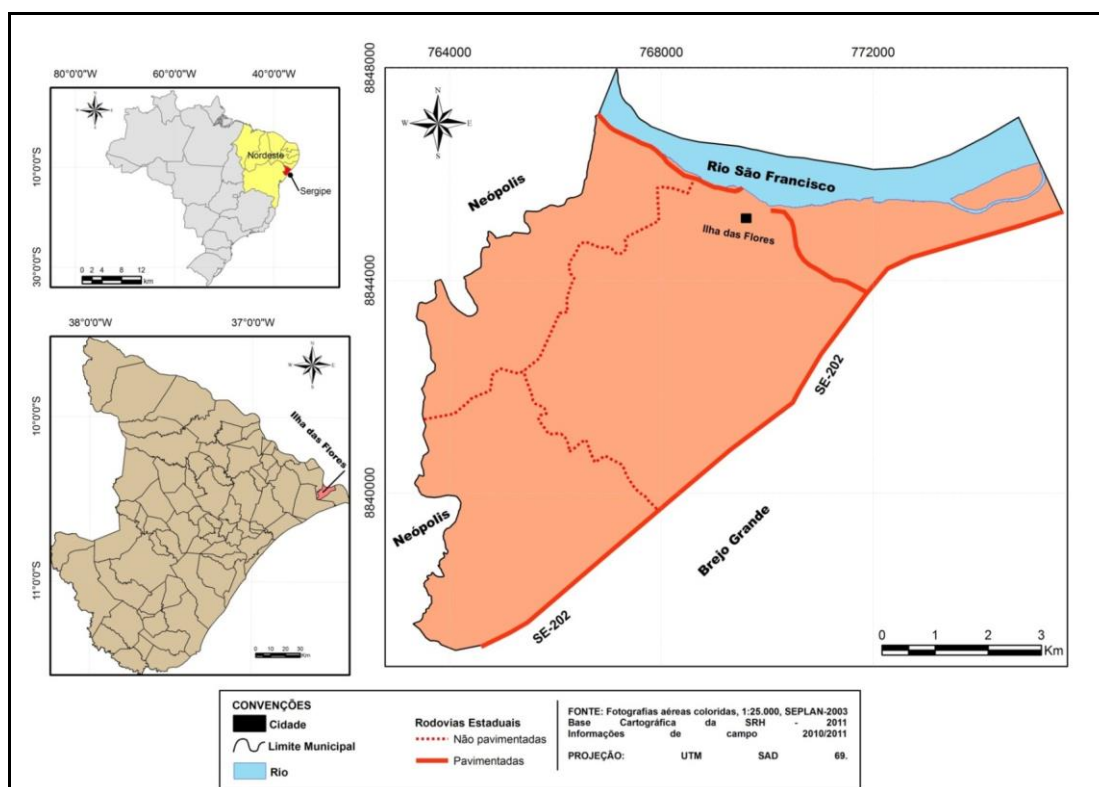 80°0'0"W
60°0'0"W
40°0'0"W
10°0'0"S
30°0'0"S
N
W
E
S
Nordeste
Sergipe
0 2 4 8 12
km
38°0'0"W
37°0'0"W
10°0'0"S
11°0'0"S
N
W
E
S
Ilha das Flores
0 10 20 30
Km
764000
768000
772000
8848000
8844000
8840000
N
W
E
S
Neópolis
Rio São Francisco
Ilha das Flores
SE-202
Neópolis
Brejo Grande
SE-202
0 1 2 3
Km
CONVENÇÕES
Cidade
Limite Municipal
Rio
Rodovias Estaduais
Não pavimentadas
Pavimentadas
FONTE: Fotografias aéreas coloridas, 1:25.000, SEPLAN-2003
Base Cartográfica da SRH - 2011
Informações de campo 2010/2011
PROJEÇÃO: UTM SAD 69.